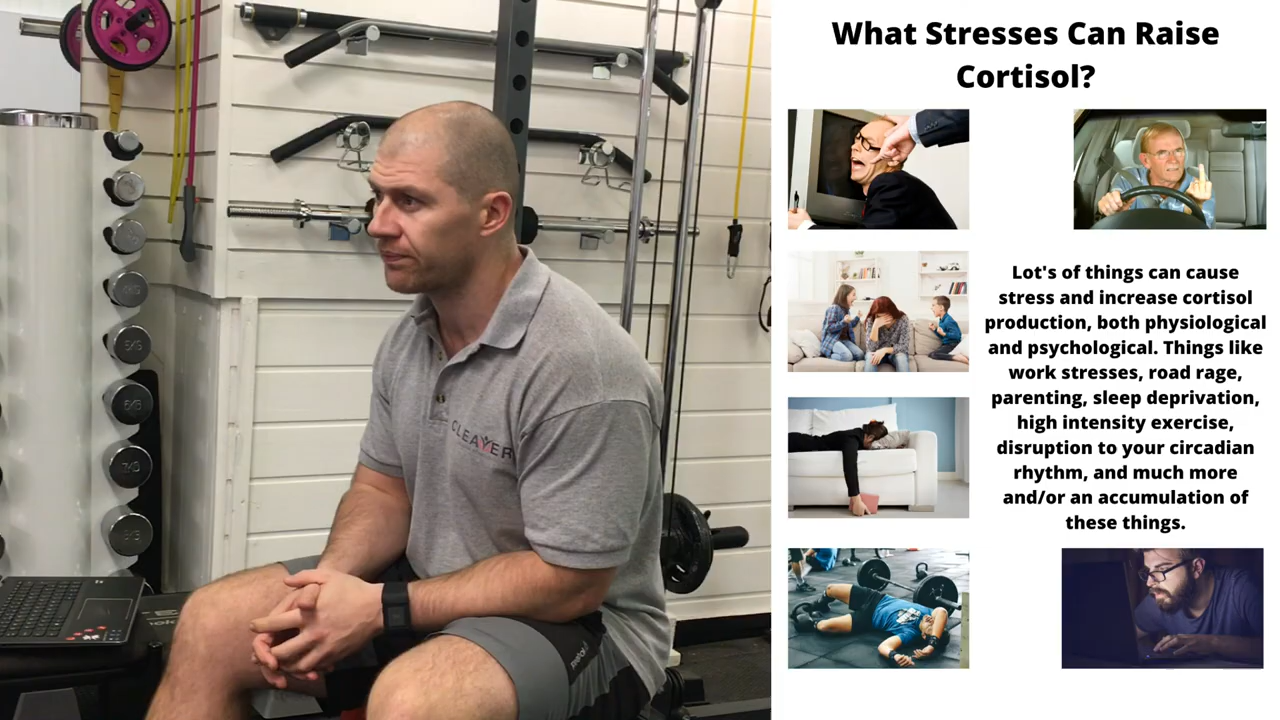 What Stresses Can Raise
Cortisol?
Lot's of things can cause
stress and increase cortisol
production, both physiological
and psychological. Things like
work stresses, road rage,
parenting, sleep deprivation,
high intensity exercise,
disruption to your circadian
rhythm, and much more
and/or an accumulation of
these things.
CLEAVER
Reebok